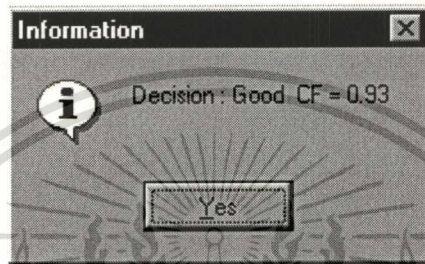 Information
Decision : Good CF = 0.93
Yes